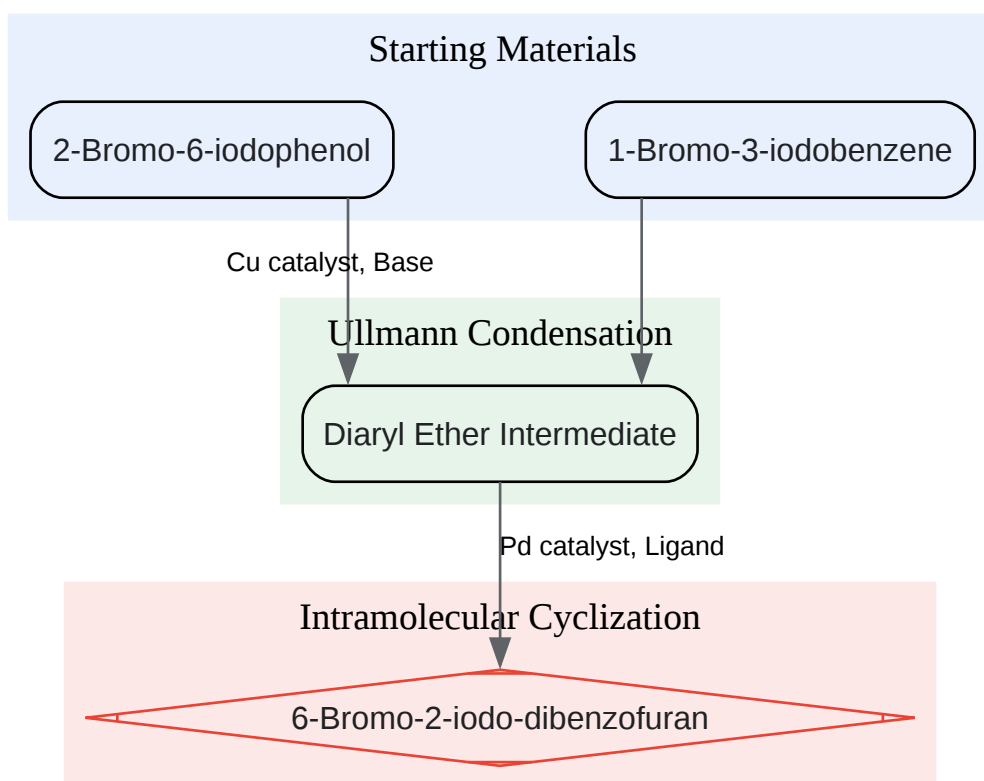 Starting Materials
2-Bromo-6-iodophenol
1-Bromo-3-iodobenzene
Cu catalyst, Base
Ullmann Condensation
Diaryl Ether Intermediate
Pd catalyst, Ligand
Intramolecular Cyclization
6-Bromo-2-iodo-dibenzofuran